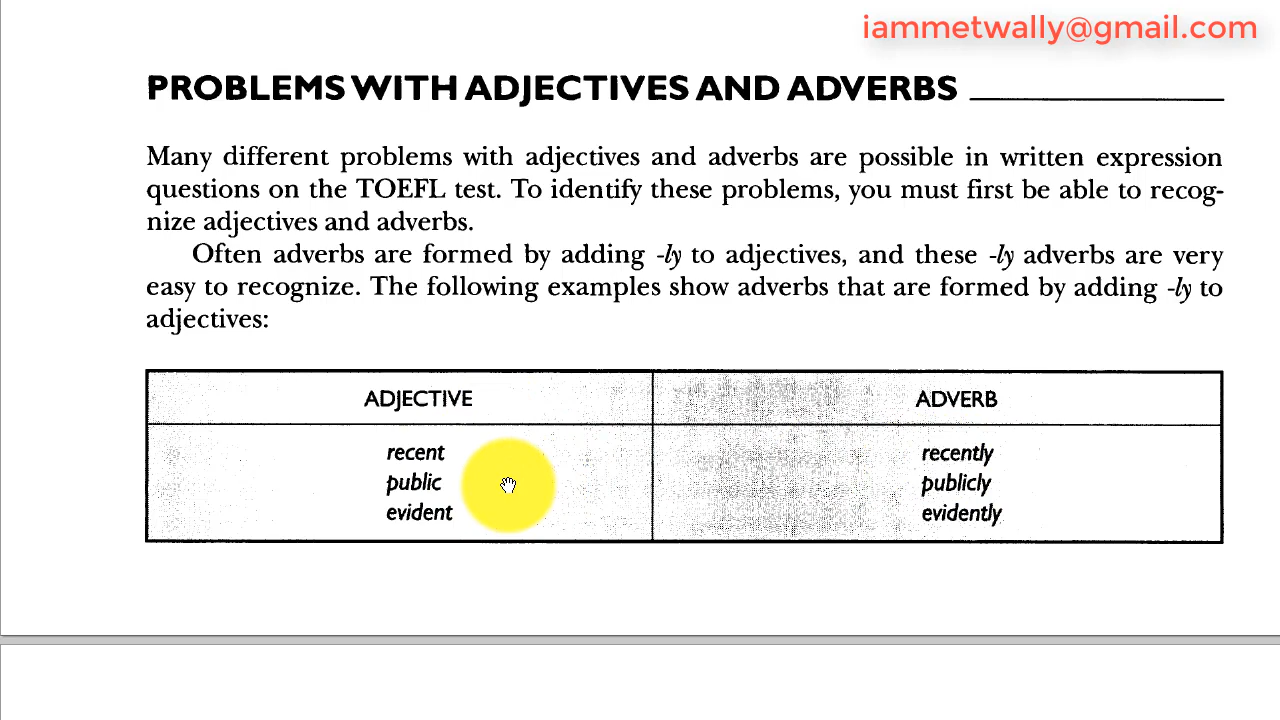 iammetwally@gmail.com
PROBLEMS WITH ADJECTIVES AND ADVERBS
Many different problems with adjectives and adverbs are possible in written expression
questions on the TOEFL test. To identify these problems, you must first be able to recog-
nize adjectives and adverbs.
Often adverbs are formed by adding -ly to adjectives, and these -ly adverbs are very
easy to recognize. The following examples show adverbs that are formed by adding -ly to
adjectives:
ADJECTIVE ADVERB
recent recently
public publicly
evident evidently